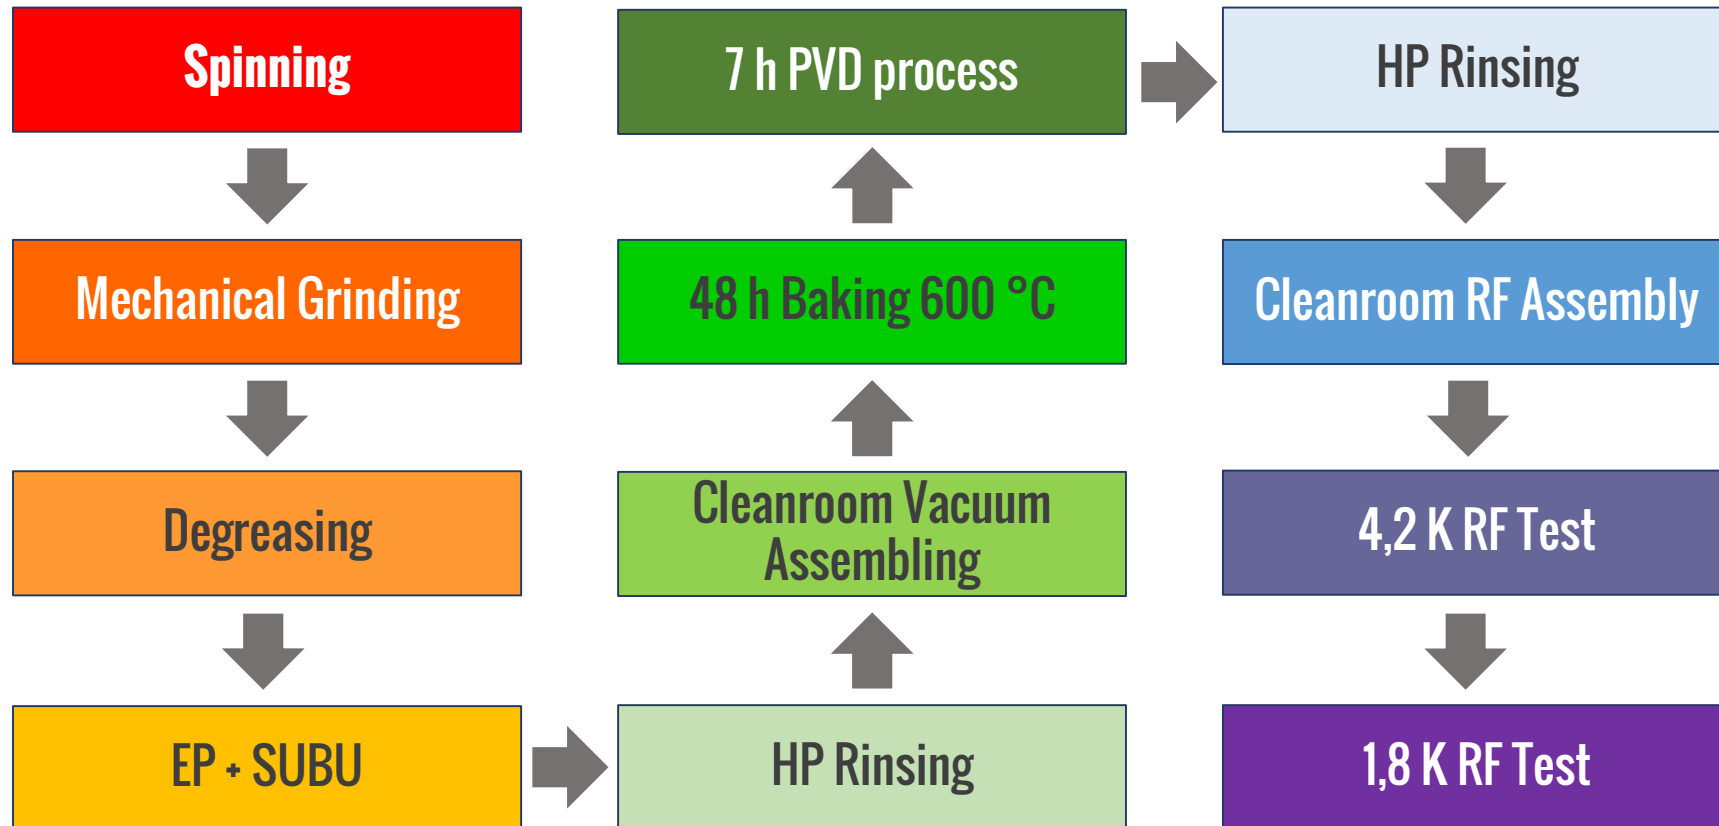 Spinning
Mechanical Grinding
Degreasing
EP + SUBU
HP Rinsing
Cleanroom Vacuum
Assembling
48 h Baking 600 °C
7 h PVD process
HP Rinsing
Cleanroom RF Assembly
4,2 K RF Test
1,8 K RF Test